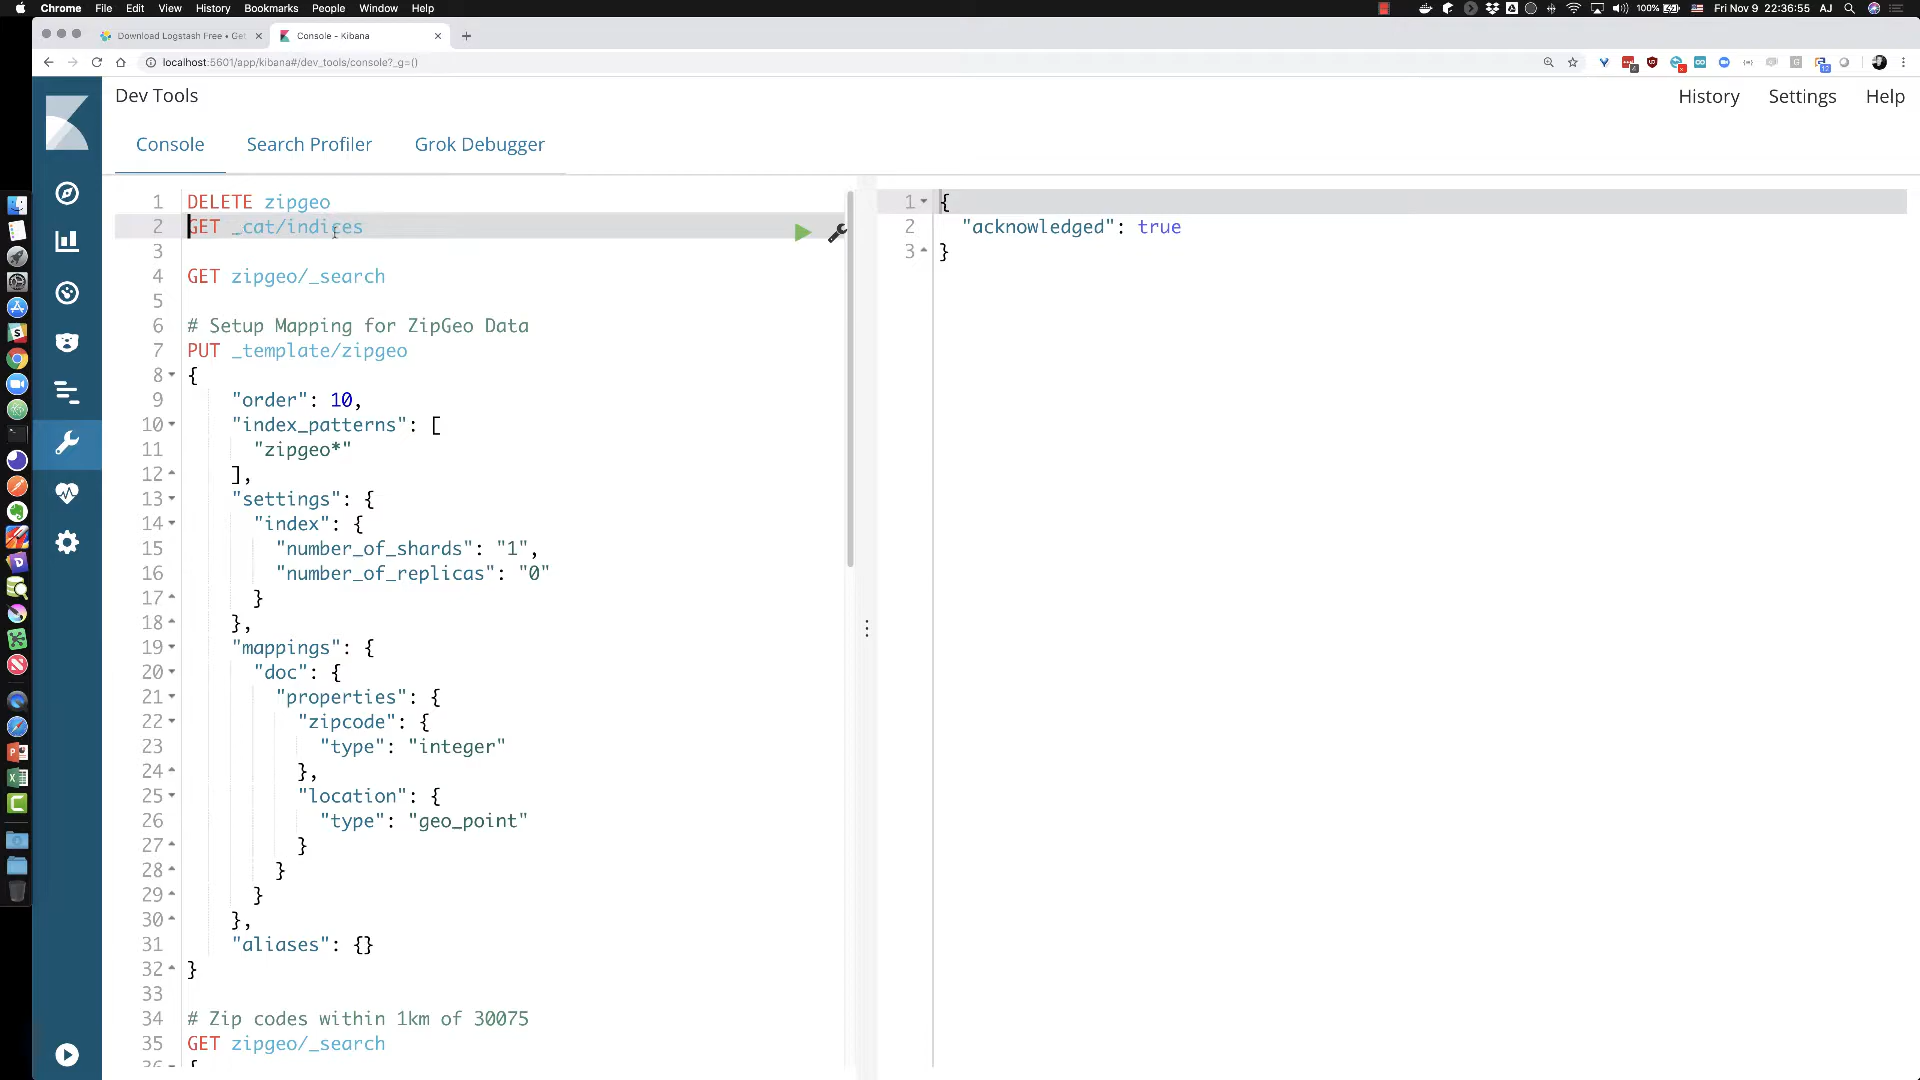 Chrome File Edit View History Bookmarks People Window Help
100% Fri Nov 9 22:36:55 AJ
Download Logstash Free • Get
Console - Kibana
localhost:5601/app/kibana#/dev_tools/console?_g=()
Dev Tools
History Settings Help
Console Search Profiler Grok Debugger
1 DELETE zipgeo
2 GET _cat/indices
3
4 GET zipgeo/_search
5
6 # Setup Mapping for ZipGeo Data
7 PUT _template/zipgeo
8 {
9 "order": 10,
10 "index_patterns": [
11 "zipgeo*"
12 ],
13 "settings": {
14 "index": {
15 "number_of_shards": "1",
16 "number_of_replicas": "0"
17 }
18 },
19 "mappings": {
20 "doc": {
21 "properties": {
22 "zipcode": {
23 "type": "integer"
24 },
25 "location": {
26 "type": "geo_point"
27 }
28 }
29 }
30 },
31 "aliases": {}
32 }
33
34 # Zip codes within 1km of 30075
35 GET zipgeo/_search
36 {
1 {
2 "acknowledged": true
3 }